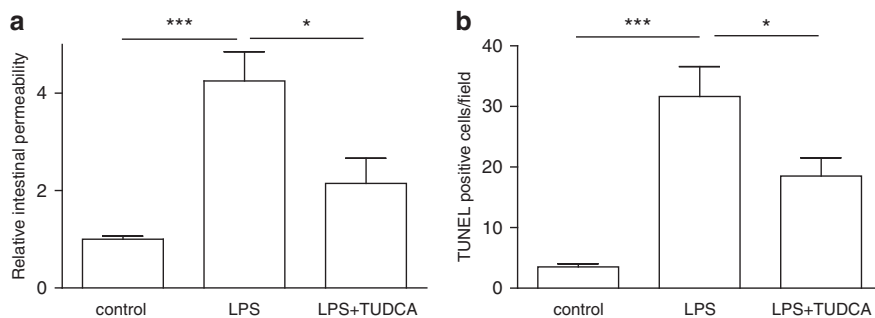 a
***
*
Relative intestinal permeability
4
2
0
control
LPS
LPS+TUDCA
b
***
*
TUNEL positive cells/field
40
30
20
10
0
control
LPS
LPS+TUDCA